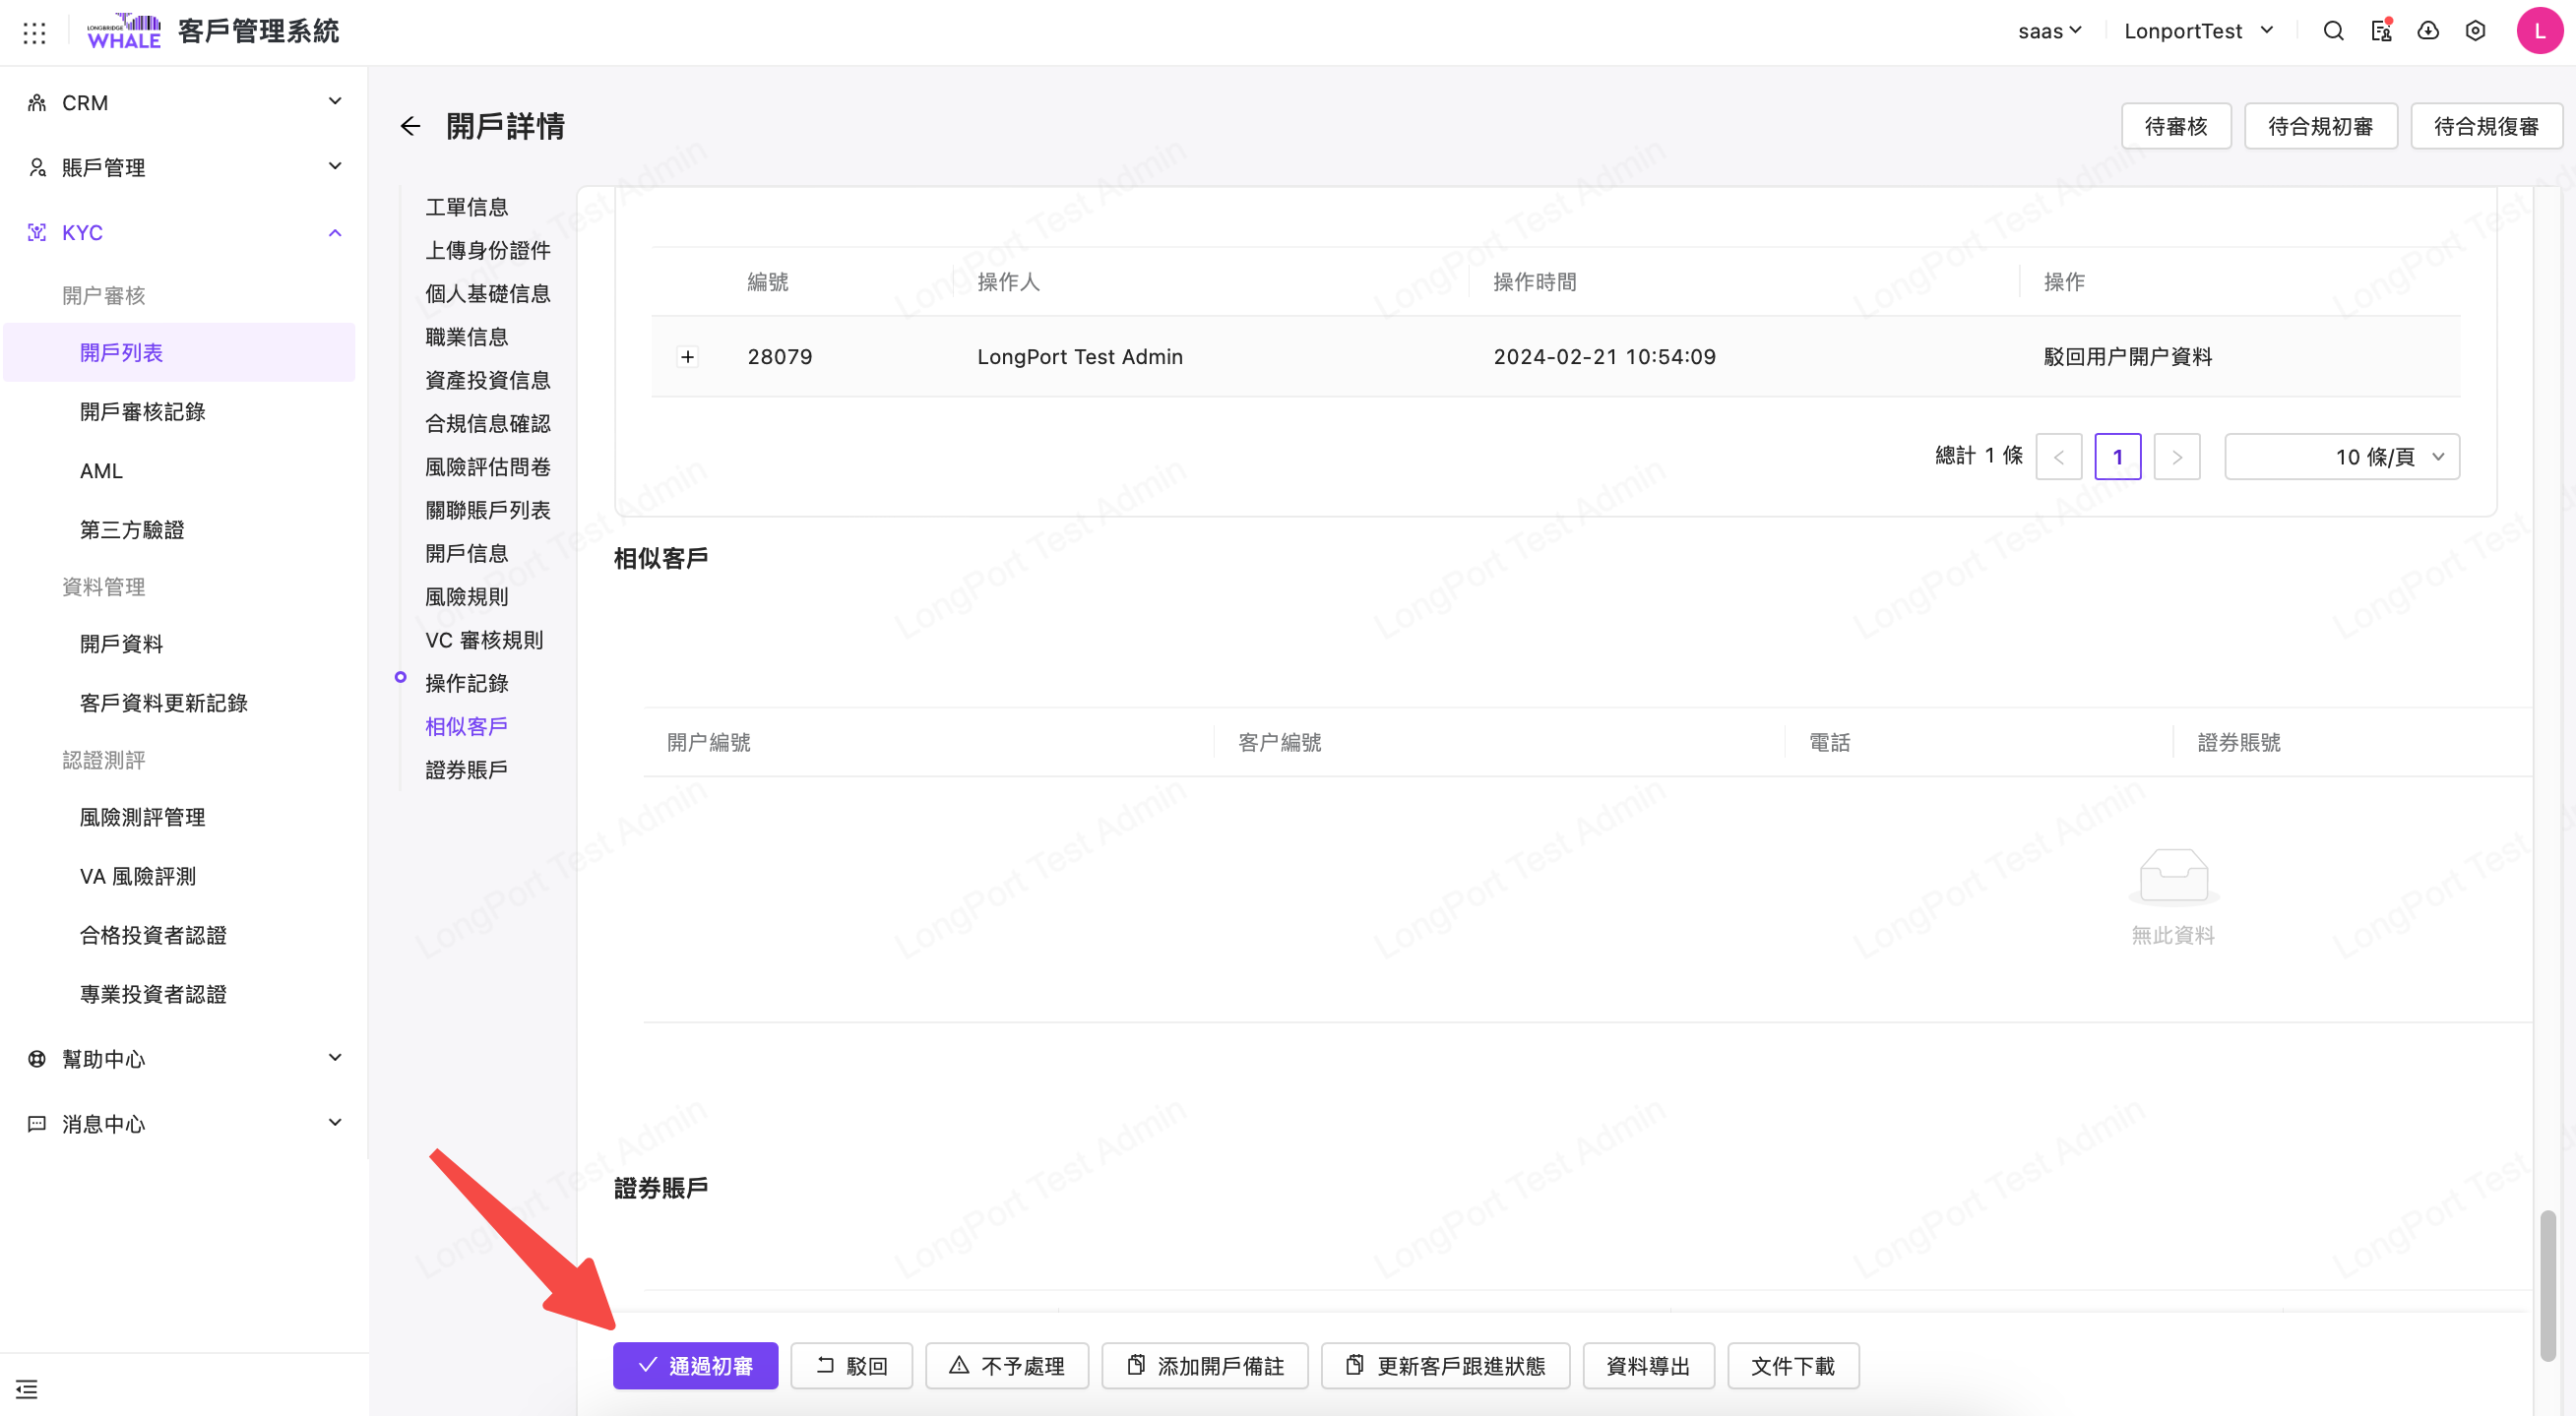 LONGBRIDGE
WHALE
客戶管理系統
saas
LonportTest
L
CRM
賬戶管理
KYC
開户審核
開戶列表
開戶審核記錄
AML
第三方驗證
資料管理
開戶資料
客戶資料更新記錄
認證測評
風險測評管理
VA 風險評測
合格投資者認證
專業投資者認證
幫助中心
消息中心
開戶詳情
待審核
待合規初審
待合規復審
工單信息
上傳身份證件
個人基礎信息
職業信息
資產投資信息
合規信息確認
風險評估問卷
關聯賬戶列表
開戶信息
風險規則
VC 審核規則
操作記錄
相似客戶
證券賬戶
編號 操作人 操作時間 操作
28079 LongPort Test Admin 2024-02-21 10:54:09 駁回用户開户資料
總計 1 條 < 1 > 10 條/頁
相似客戶
開户編號 客户編號 電話 證券賬號
無此資料
證券賬戶
通過初審
駁回
不予處理
添加開戶備註
更新客戶跟進狀態
資料導出
文件下載
LongPort Test Admin